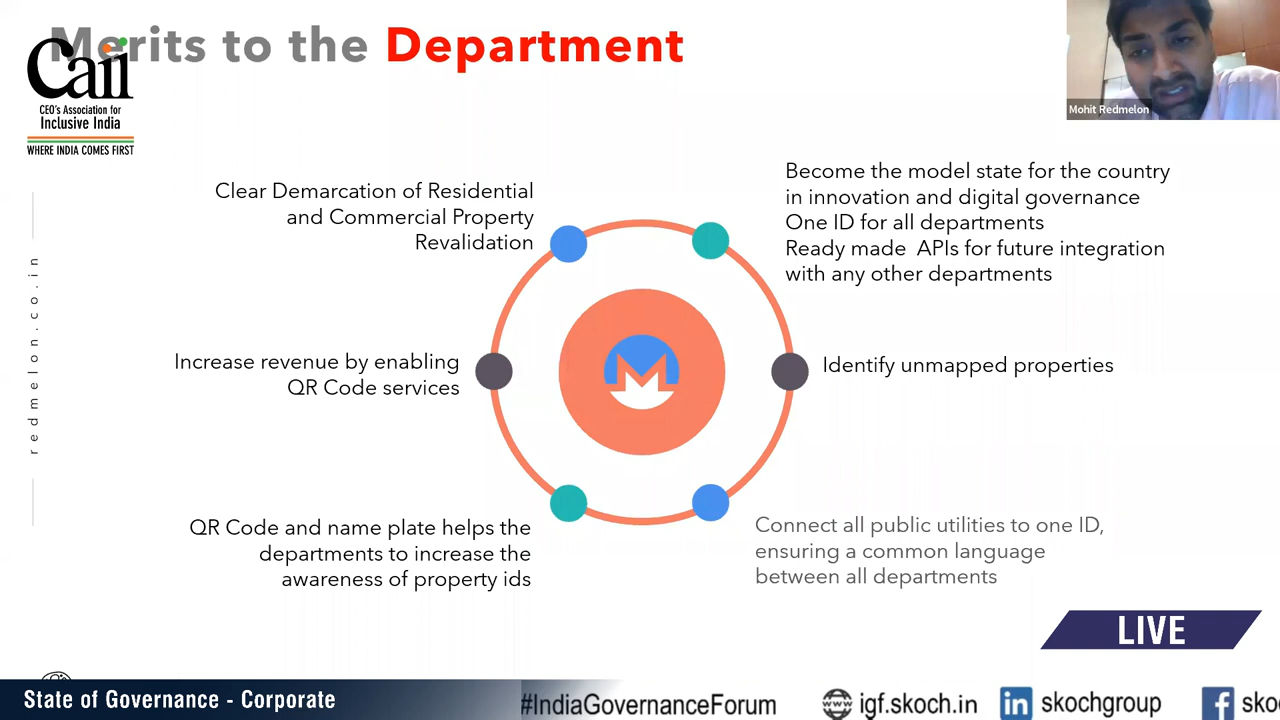 Merits to the Department
Caii
CEO's Association for
Inclusive India
WHERE INDIA COMES FIRST
Mohit Redmelon
redmelon.co.in
Clear Demarcation of Residential
and Commercial Property
Revalidation
Become the model state for the country
in innovation and digital governance
One ID for all departments
Ready made APIs for future integration
with any other departments
Increase revenue by enabling
QR Code services
Identify unmapped properties
QR Code and name plate helps the
departments to increase the
awareness of property ids
Connect all public utilities to one ID,
ensuring a common language
between all departments
LIVE
State of Governance - Corporate
#IndiaGovernanceForum
igf.skoch.in
in skochgroup
f sko